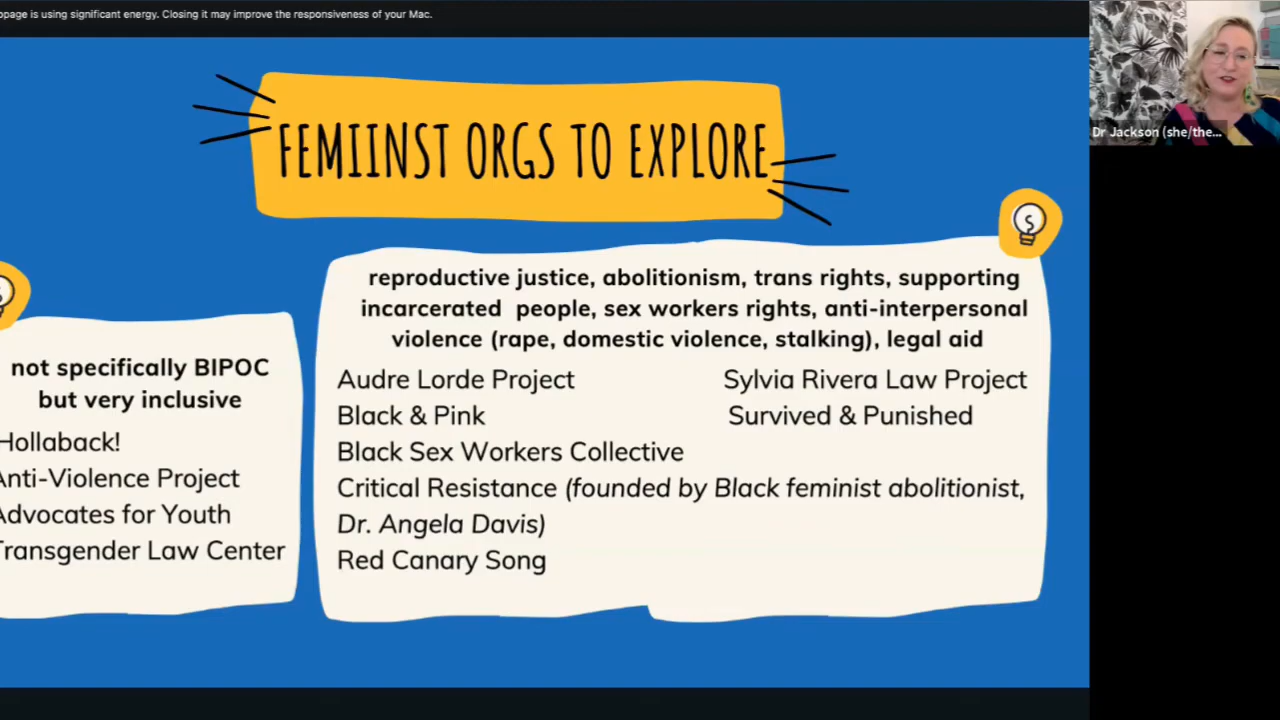 opage is using significant energy. Closing it may improve the responsiveness of your Mac.
FEMIINST ORGS TO EXPLORE
Dr Jackson (she/the...
reproductive justice, abolitionism, trans rights, supporting
incarcerated people, sex workers rights, anti-interpersonal
violence (rape, domestic violence, stalking), legal aid
not specifically BIPOC
but very inclusive
Hollaback!
Anti-Violence Project
Advocates for Youth
Transgender Law Center
Audre Lorde Project
Sylvia Rivera Law Project
Black & Pink
Survived & Punished
Black Sex Workers Collective
Critical Resistance (founded by Black feminist abolitionist,
Dr. Angela Davis)
Red Canary Song